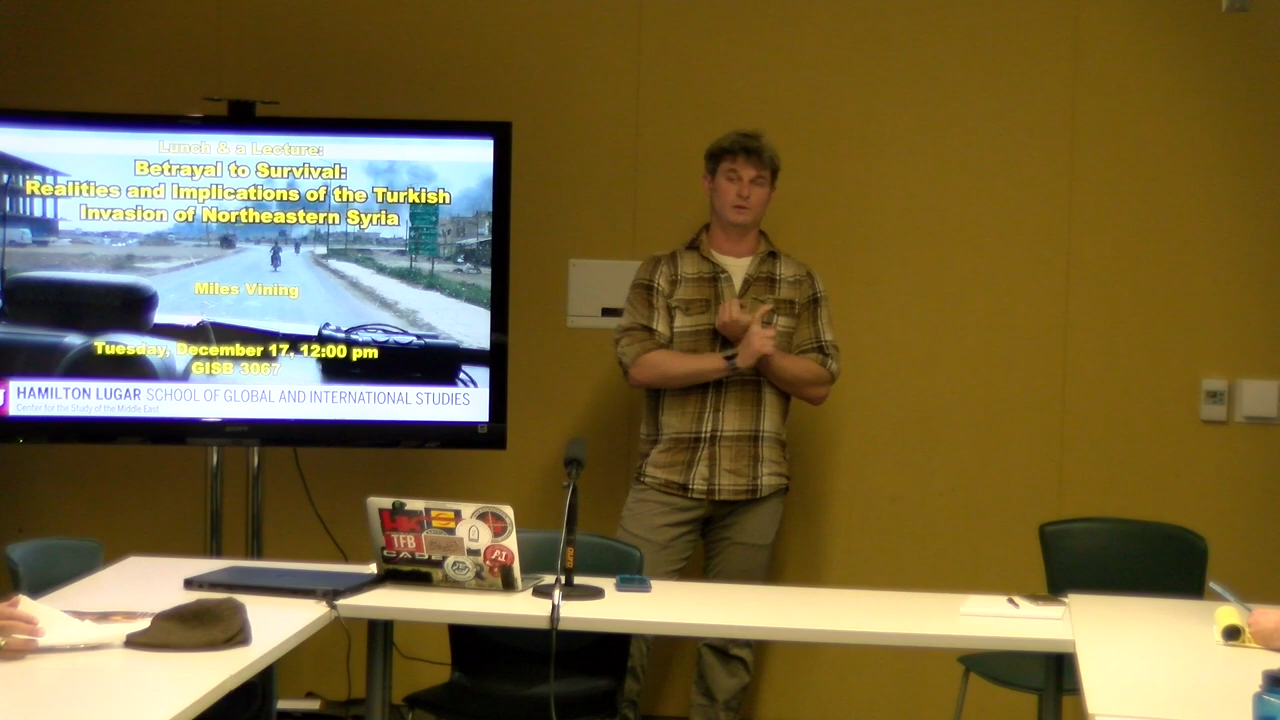 Lunch & a Lecture:
Betrayal to Survival:
Realities and Implications of the Turkish
Invasion of Northeastern Syria
Miles Vining
Tuesday, December 17, 12:00 pm
GISB 3067
HAMILTON LUGAR SCHOOL OF GLOBAL AND INTERNATIONAL STUDIES
Center for the Study of the Middle East
SONY
HK
TFB